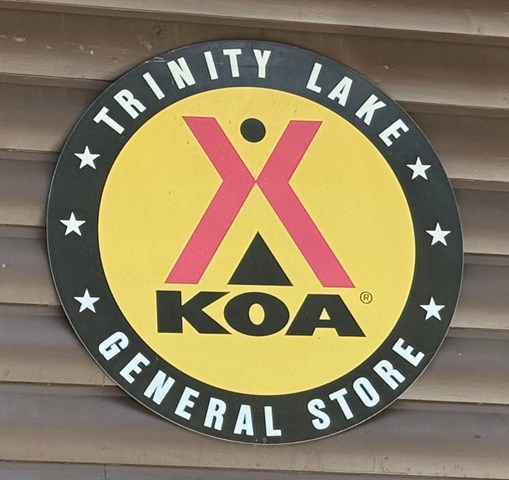 TRINITY LAKE
KOA®
GENERAL STORE